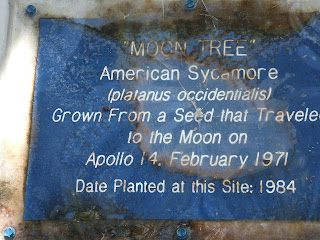 "MOON TREE"
American Sycamore
(platanus occidentialis)
Grown From a Seed that Travele
to the Moon on
Apollo 14, February 1971
Date Planted at this Site: 1984